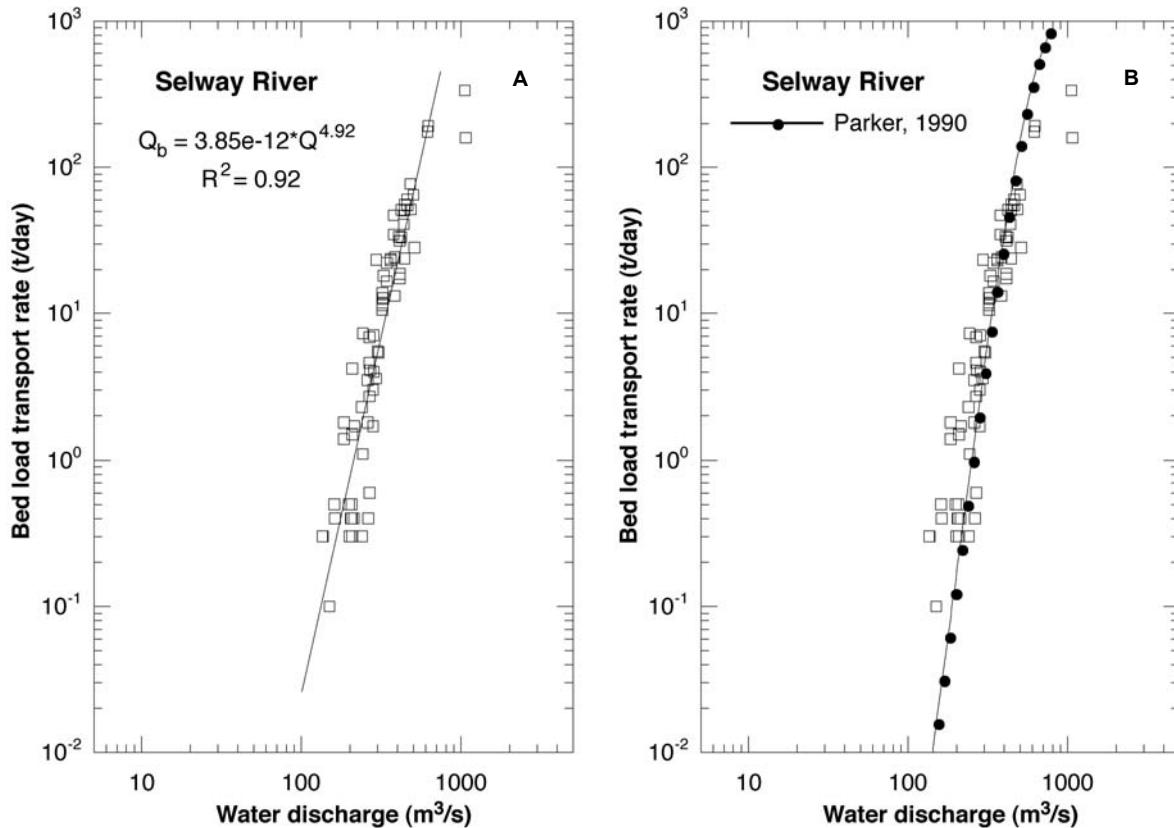 Selway River
A
Q_b = 3.85e-12*Q^4.92
R^2 = 0.92
10^3
10^2
10^1
10^0
10^-1
10^-2
Bed load transport rate (t/day)
10 100 1000
Water discharge (m^3/s)
Selway River
B
Parker, 1990
10^3
10^2
10^1
10^0
10^-1
10^-2
Bed load transport rate (t/day)
10 100 1000
Water discharge (m^3/s)